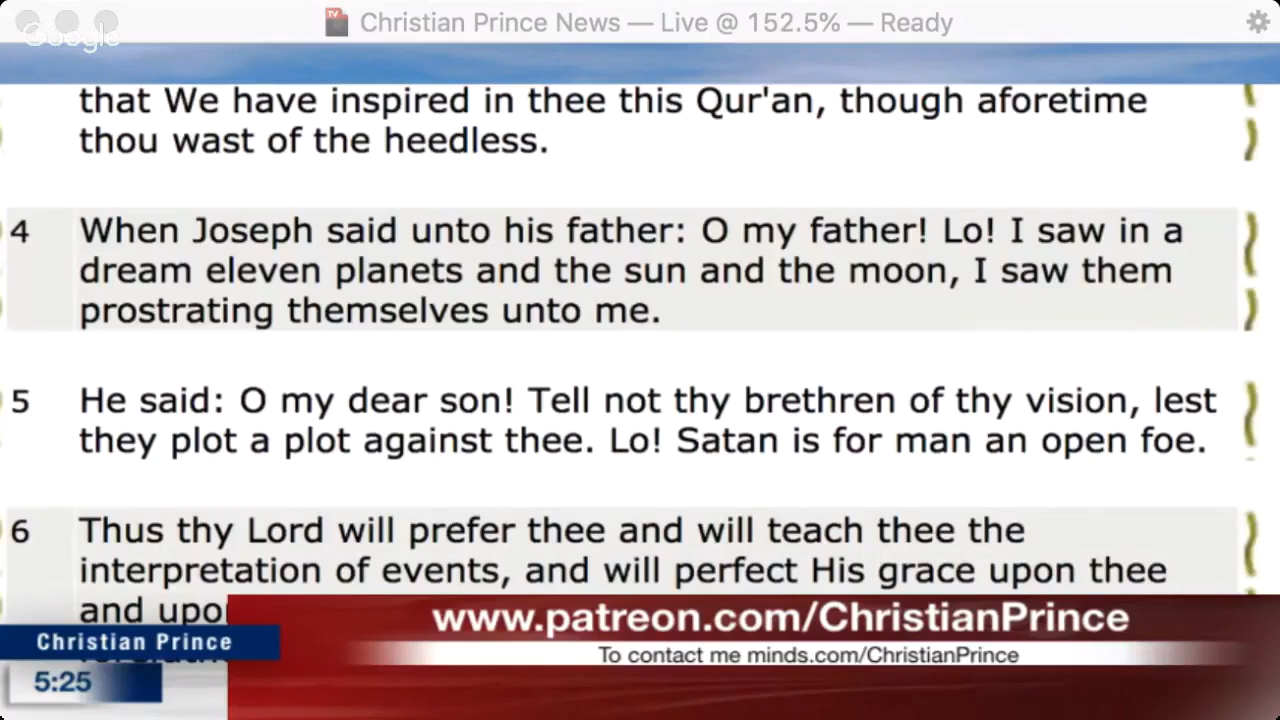 Christian Prince News — Live @ 152.5% — Ready
Google
TV
that We have inspired in thee this Qur'an, though aforetime
thou wast of the heedless.
4 When Joseph said unto his father: O my father! Lo! I saw in a
dream eleven planets and the sun and the moon, I saw them
prostrating themselves unto me.
5 He said: O my dear son! Tell not thy brethren of thy vision, lest
they plot a plot against thee. Lo! Satan is for man an open foe.
6 Thus thy Lord will prefer thee and will teach thee the
interpretation of events, and will perfect His grace upon thee
and
www.patreon.com/ChristianPrince
Christian Prince
To contact me minds.com/ChristianPrince
5:25